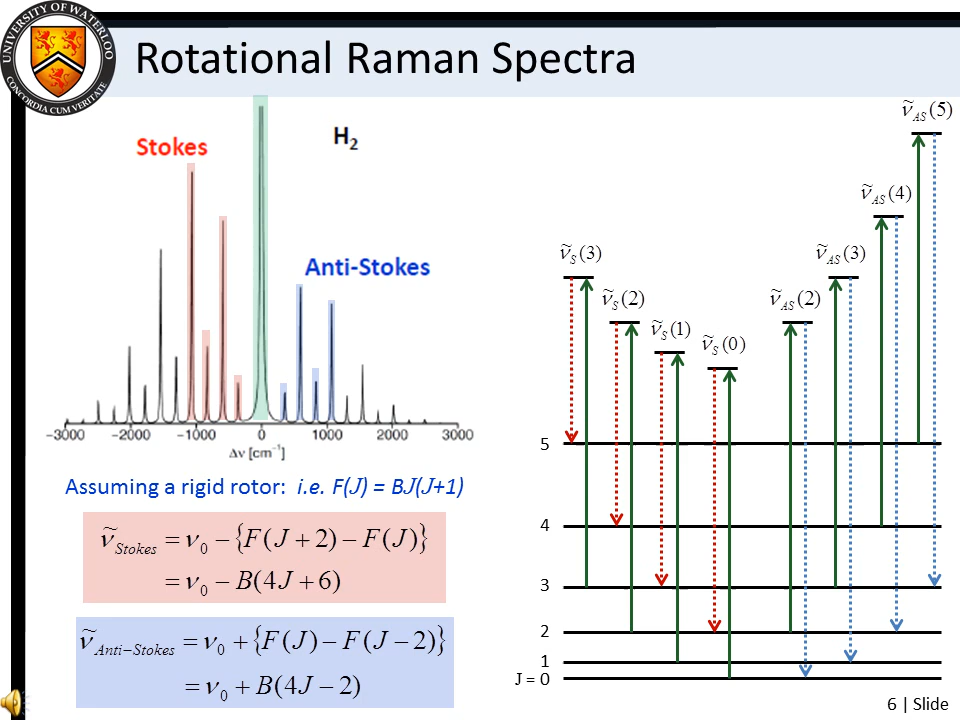 UNIVERSITY OF WATERLOO
CONCORDIA CUM VERITATE
Rotational Raman Spectra
Stokes
H₂
Anti-Stokes
-3000 -2000 -1000 0 1000 2000 3000
Δν [cm⁻¹]
Assuming a rigid rotor: i.e. F(J) = BJ(J+1)
ν̃_Stokes = ν₀ − {F(J + 2) − F(J)}
= ν₀ − B(4J + 6)
ν̃_Anti−Stokes = ν₀ + {F(J) − F(J − 2)}
= ν₀ + B(4J − 2)
ν̃_AS (5)
ν̃_AS (4)
ν̃_S (3)
ν̃_AS (3)
ν̃_S (2)
ν̃_AS (2)
ν̃_S (1)
ν̃_S (0)
5
4
3
2
1
J = 0
6 | Slide